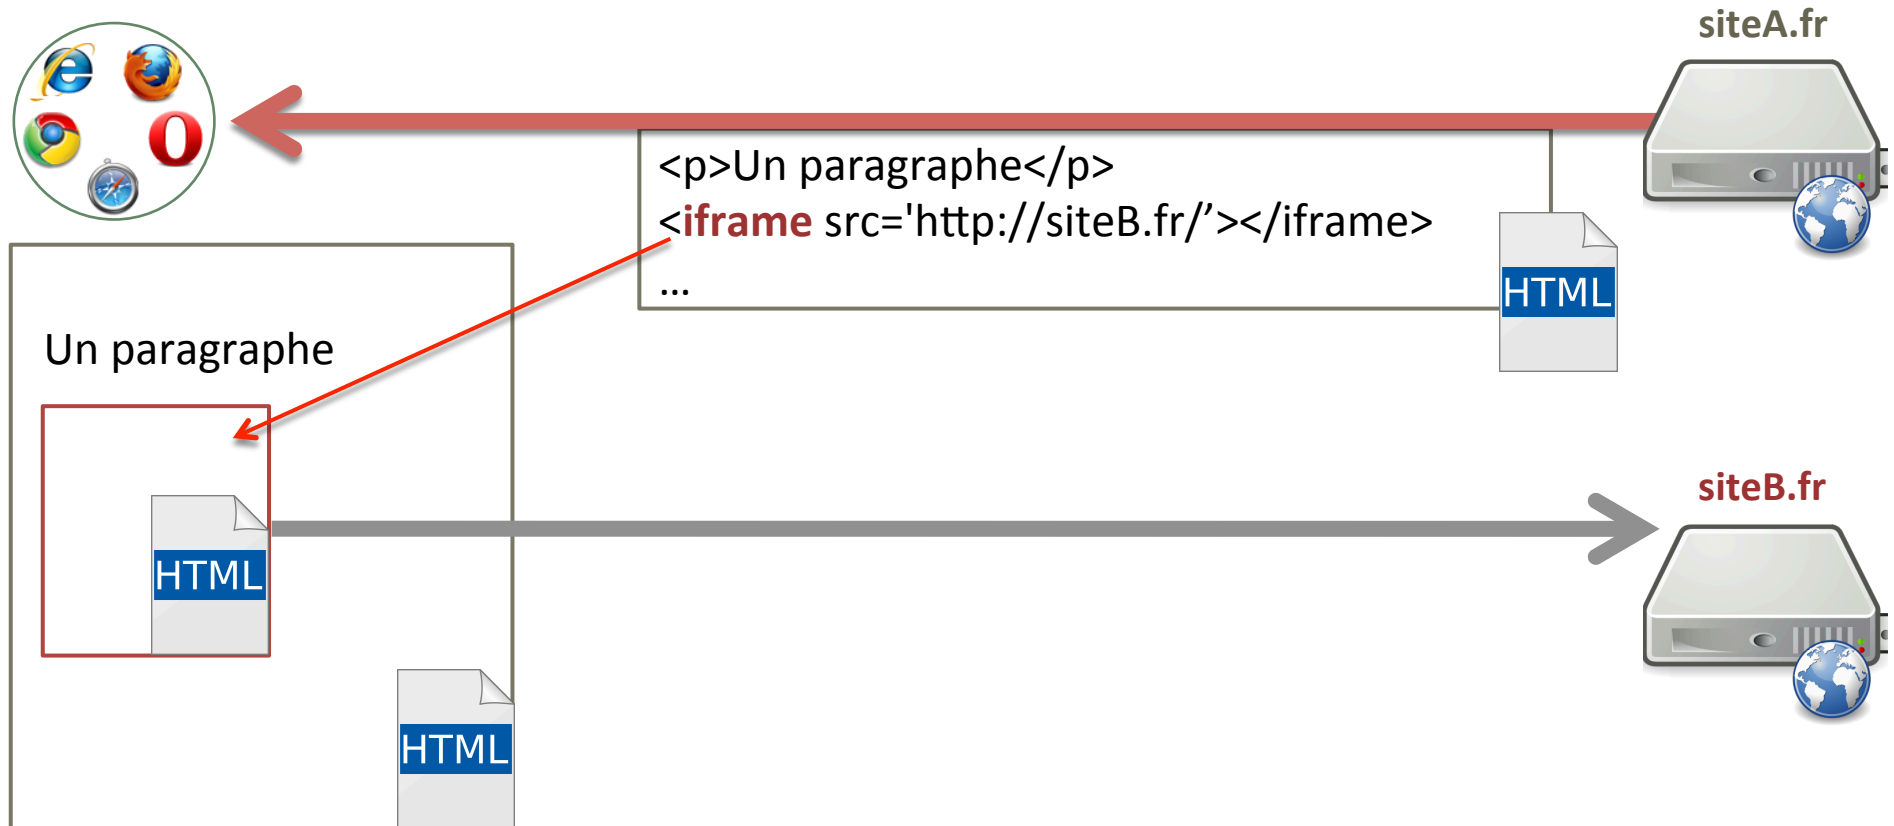 siteA.fr
<p>Un paragraphe</p>
<iframe src='http://siteB.fr/’></iframe>
...
HTML
Un paragraphe
siteB.fr
HTML
HTML